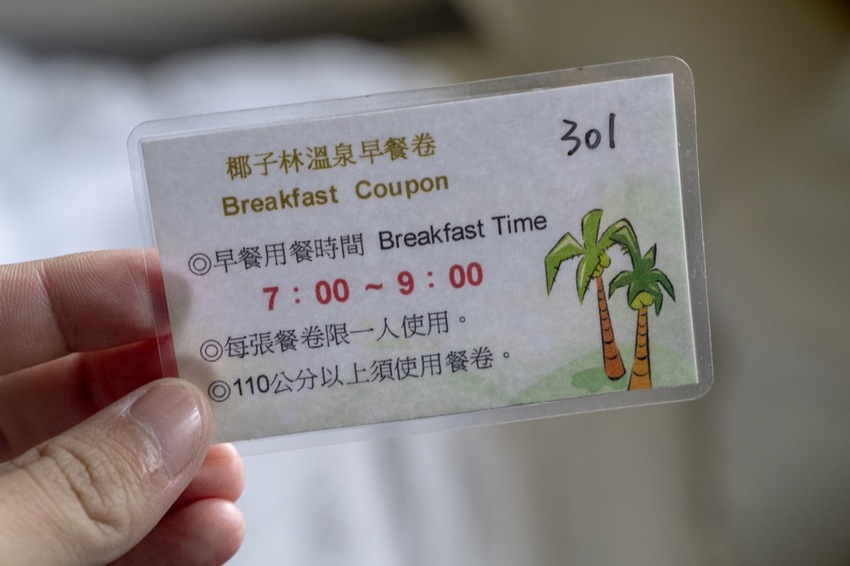 301
椰子林溫泉早餐卷
Breakfast Coupon
◎早餐用餐時間 Breakfast Time
7：00 ~ 9：00
◎每張餐卷限一人使用。
◎110公分以上須使用餐卷。